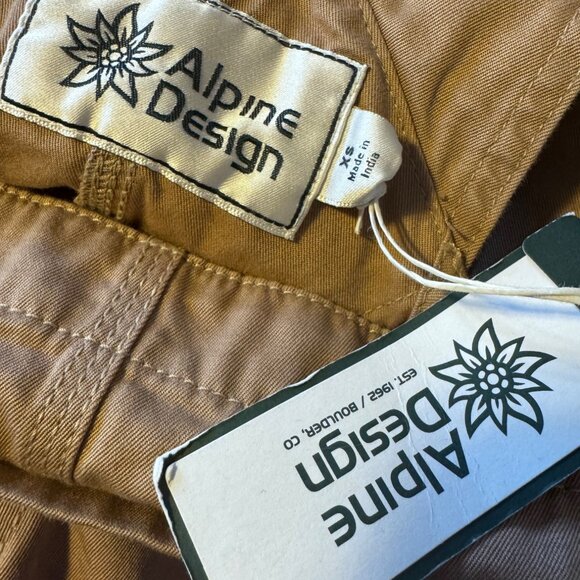 Alpine
Design
XS
Made in
India
Alpine
Design
EST. 1962 / BOULDER, CO